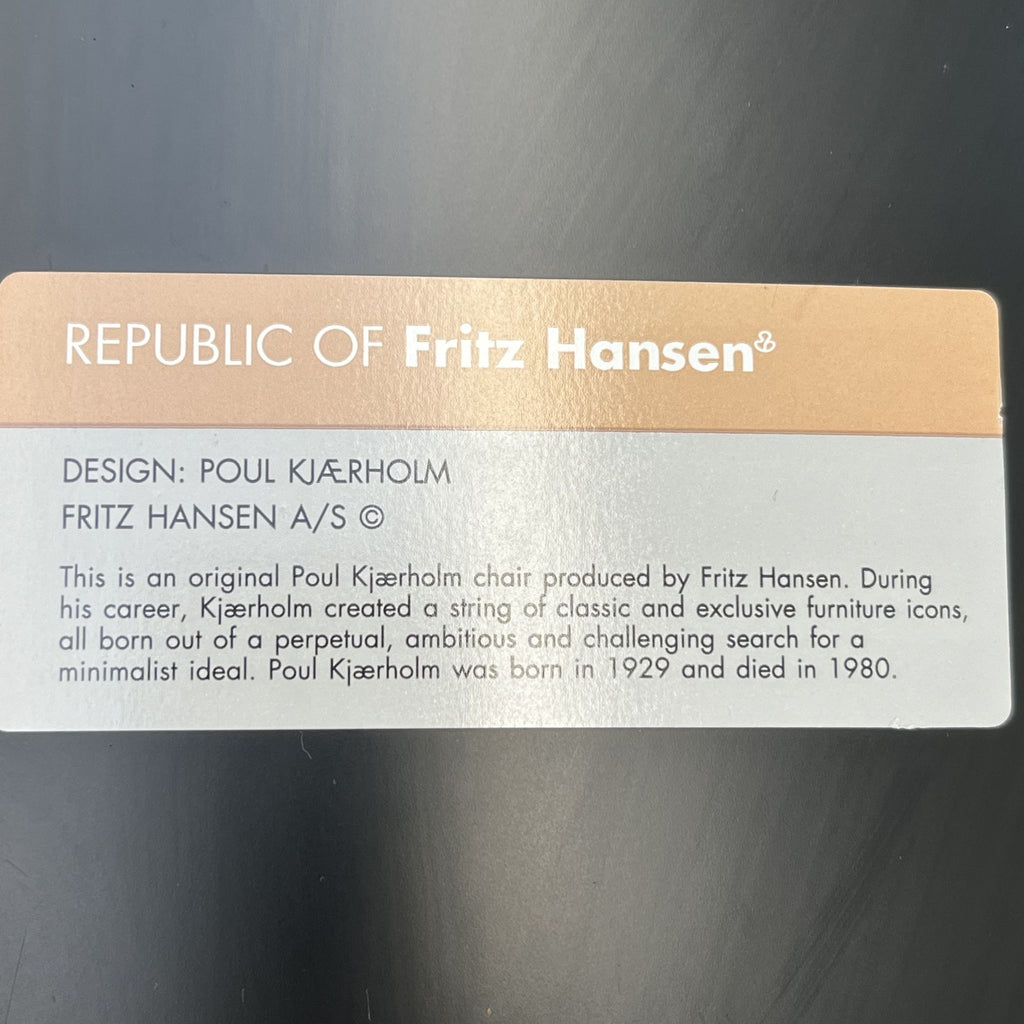 REPUBLIC OF Fritz Hansen
DESIGN: POUL KJÆRHOLM
FRITZ HANSEN A/S ©
This is an original Poul Kjærholm chair produced by Fritz Hansen. During
his career, Kjærholm created a string of classic and exclusive furniture icons,
all born out of a perpetual, ambitious and challenging search for a
minimalist ideal. Poul Kjærholm was born in 1929 and died in 1980.